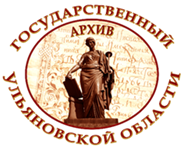 ГОСУДАРСТВЕННЫЙ
АРХИВ
УЛЬЯНОВСКОЙ ОБЛАСТИ